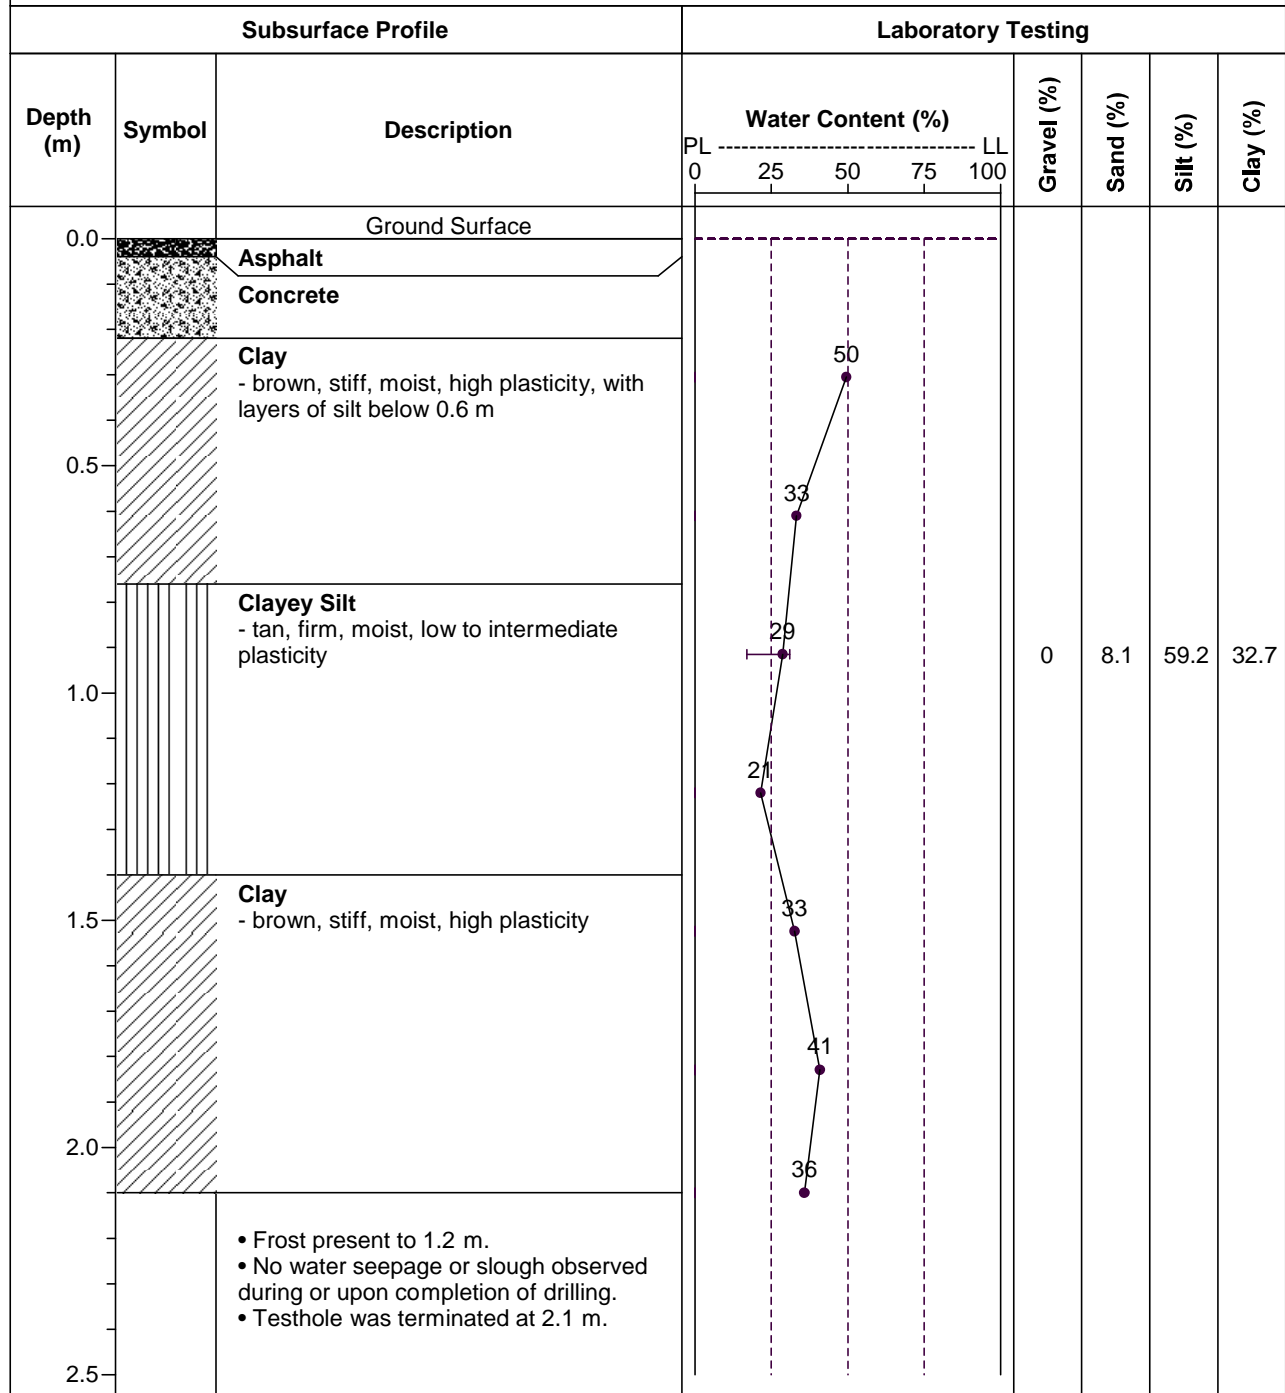 Subsurface Profile
Laboratory Testing
Depth
(m)
Symbol
Description
Water Content (%)
PL ---------------------------------- LL
0 25 50 75 100
Gravel (%)
Sand (%)
Silt (%)
Clay (%)
Ground Surface
0.0
Asphalt
Concrete
Clay
- brown, stiff, moist, high plasticity, with
layers of silt below 0.6 m
50
0.5
33
Clayey Silt
- tan, firm, moist, low to intermediate
plasticity
29
0 8.1 59.2 32.7
1.0
21
Clay
- brown, stiff, moist, high plasticity
33
1.5
41
2.0
36
• Frost present to 1.2 m.
• No water seepage or slough observed
during or upon completion of drilling.
• Testhole was terminated at 2.1 m.
2.5